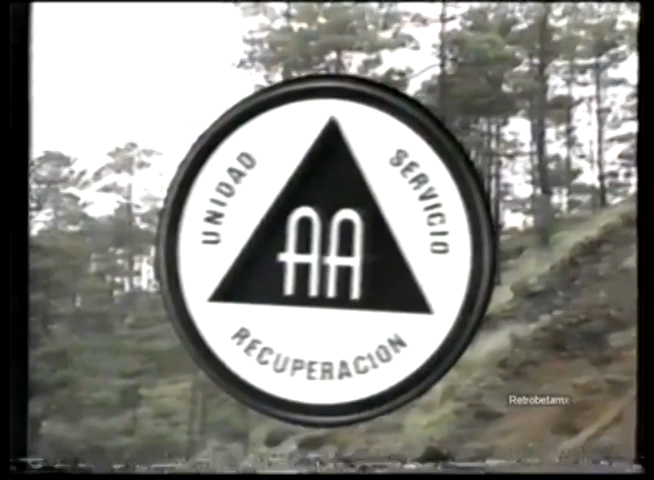 UNIDAD
SERVICIO
AA
RECUPERACION
Retrobetamx